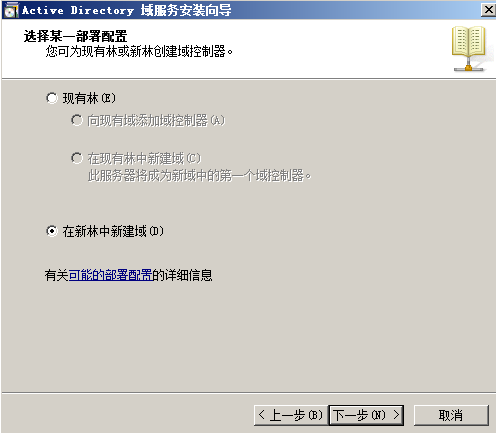 Active Directory 域服务安装向导
选择某一部署配置
您可为现有林或新林创建域控制器。
现有林(E)
向现有域添加域控制器(A)
在现有林中新建域(C)
此服务器将成为新域中的第一个域控制器。
在新林中新建域(D)
有关可能的部署配置的详细信息
< 上一步(B) 下一步(N) > 取消